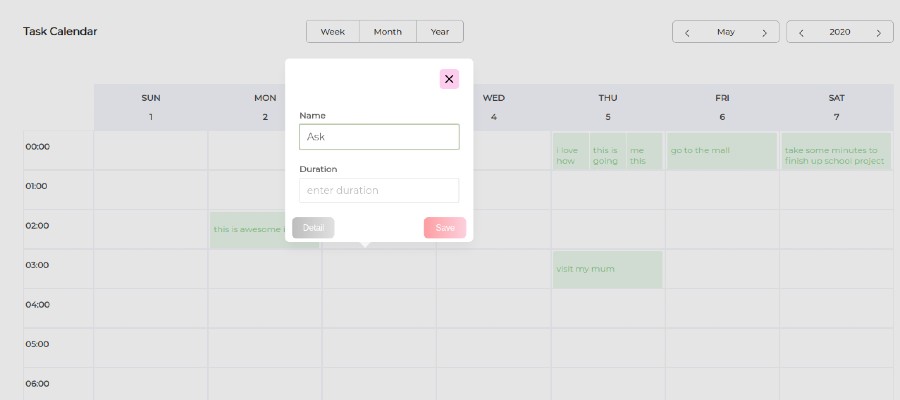 Task Calendar
Week Month Year
May
2020
SUN MON WED THU FRI SAT
1 2 4 5 6 7
Name
Ask
Duration
enter duration
Detail Save
00:00
i love
how
this is
going
me
this
go to the mall
take some minutes to
finish up school project
01:00
02:00
this is awesome
03:00
visit my mum
04:00
05:00
06:00